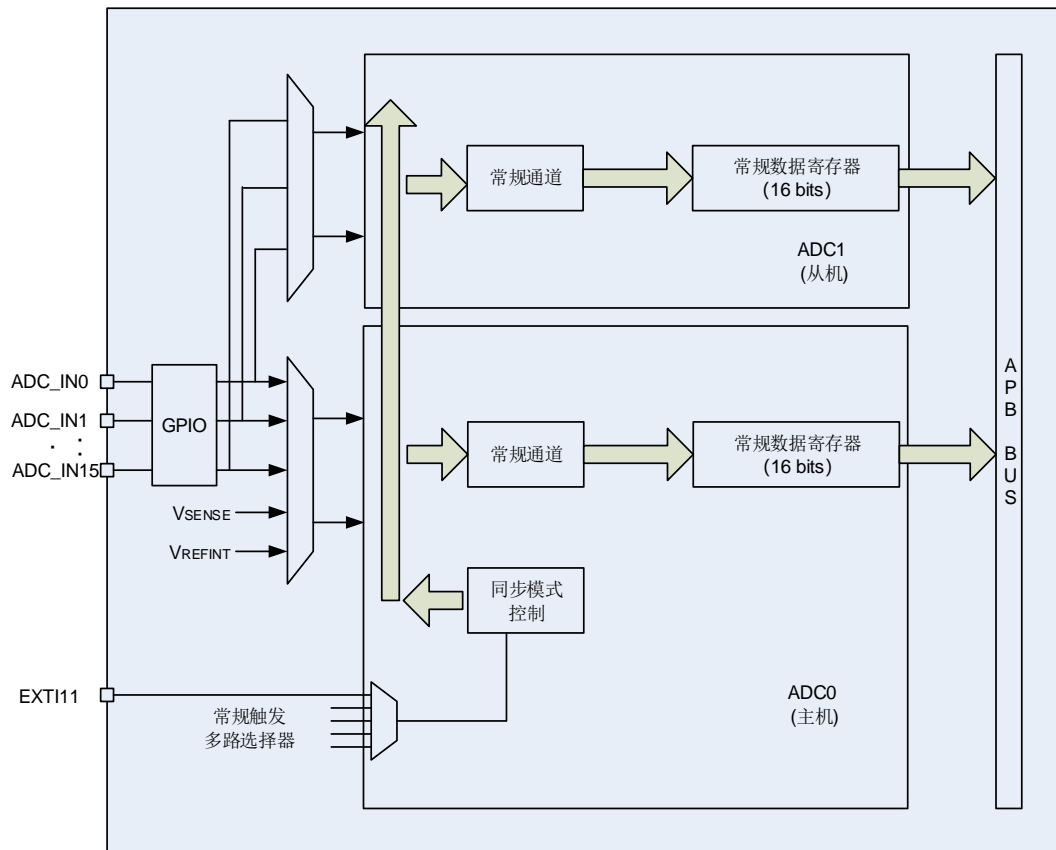 常规通道
常规数据寄存器
(16 bits)
ADC1
(从机)
ADC_IN0
ADC_IN1
ADC_IN15
GPIO
VSENSE
VREFINT
常规通道
常规数据寄存器
(16 bits)
同步模式
控制
ADC0
(主机)
EXTI11
常规触发
多路选择器
APB BUS